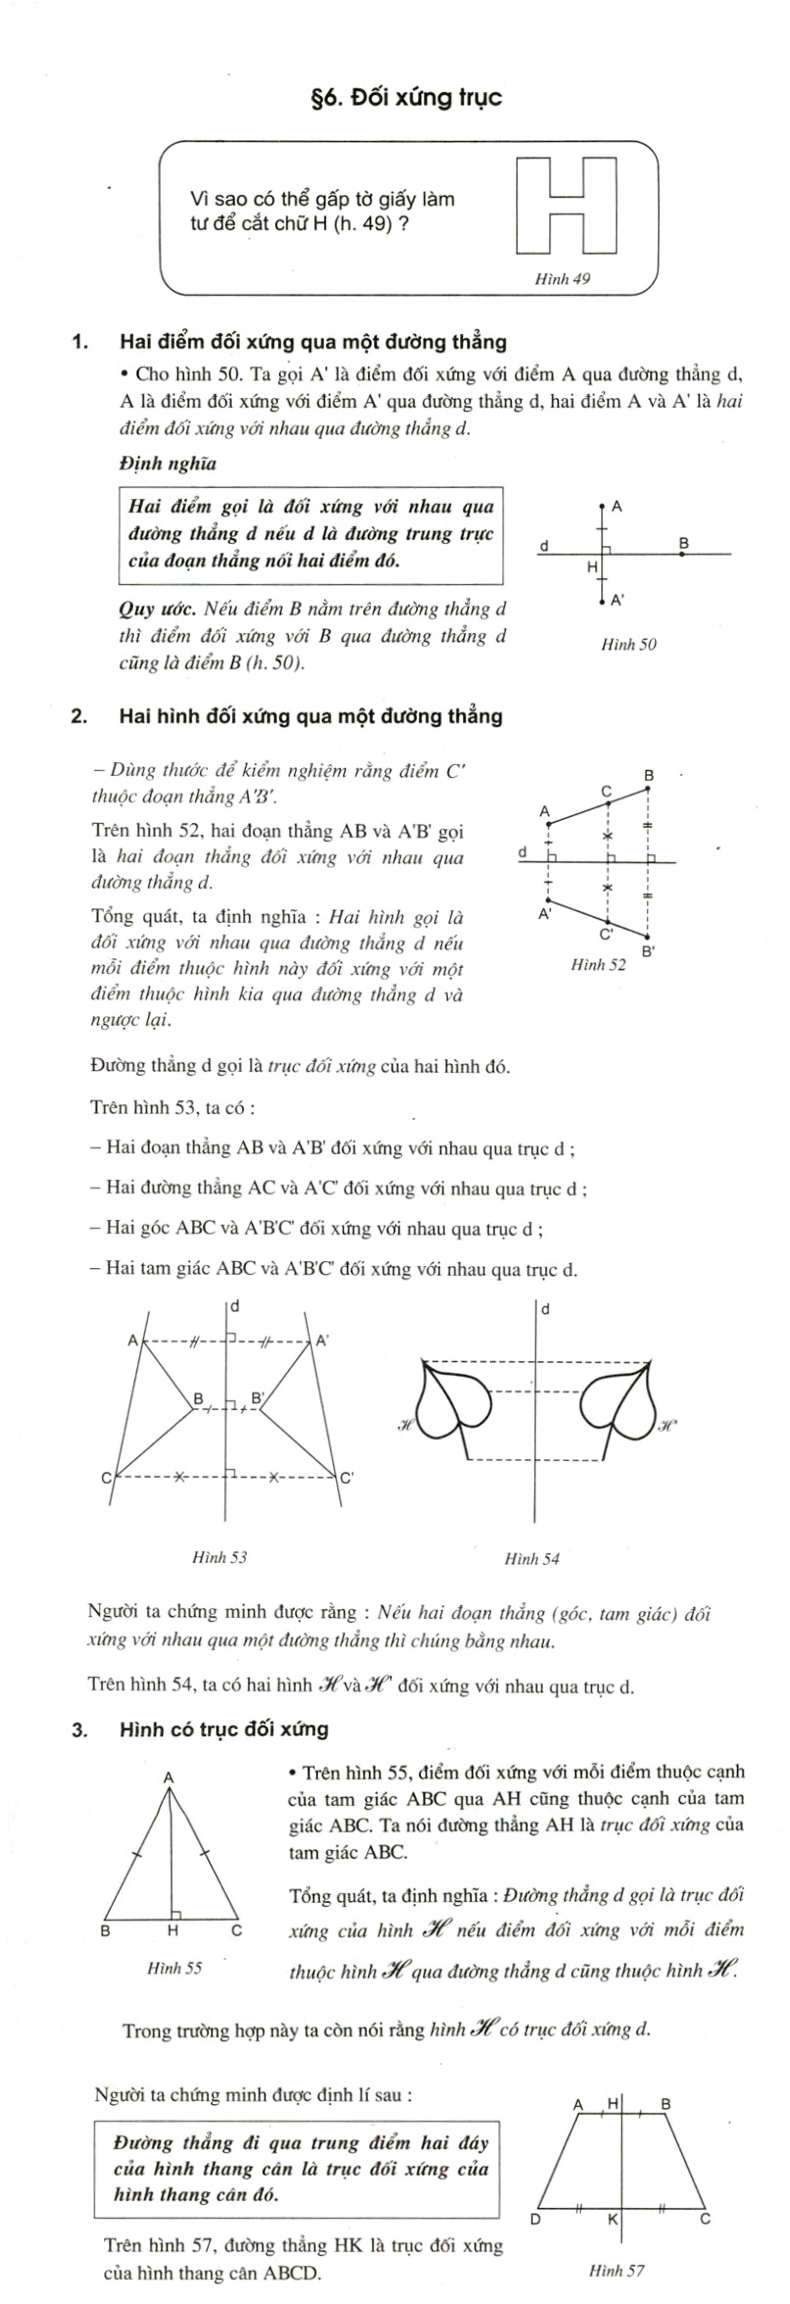 §6. Đối xứng trục
Vì sao có thể gấp tờ giấy làm
tư để cắt chữ H (h. 49) ?
Hình 49
1. Hai điểm đối xứng qua một đường thẳng
• Cho hình 50. Ta gọi A' là điểm đối xứng với điểm A qua đường thẳng d,
A là điểm đối xứng với điểm A' qua đường thẳng d, hai điểm A và A' là hai
điểm đối xứng với nhau qua đường thẳng d.
Định nghĩa
Hai điểm gọi là đối xứng với nhau qua
đường thẳng d nếu d là đường trung trực
của đoạn thẳng nối hai điểm đó.
Quy ước. Nếu điểm B nằm trên đường thẳng d
thì điểm đối xứng với B qua đường thẳng d
cũng là điểm B (h. 50).
A
d
B
H
A'
Hình 50
2. Hai hình đối xứng qua một đường thẳng
– Dùng thước để kiểm nghiệm rằng điểm C'
thuộc đoạn thẳng A'B'.
Trên hình 52, hai đoạn thẳng AB và A'B' gọi
là hai đoạn thẳng đối xứng với nhau qua
đường thẳng d.
Tổng quát, ta định nghĩa : Hai hình gọi là
đối xứng với nhau qua đường thẳng d nếu
mỗi điểm thuộc hình này đối xứng với một
điểm thuộc hình kia qua đường thẳng d và
ngược lại.
B
C
A
d
A'
C'
B'
Hình 52
Đường thẳng d gọi là trục đối xứng của hai hình đó.
Trên hình 53, ta có :
– Hai đoạn thẳng AB và A'B' đối xứng với nhau qua trục d ;
– Hai đường thẳng AC và A'C' đối xứng với nhau qua trục d ;
– Hai góc ABC và A'B'C' đối xứng với nhau qua trục d ;
– Hai tam giác ABC và A'B'C' đối xứng với nhau qua trục d.
d
A
A'
B
B'
C
C'
Hình 53
d
ℋ
ℋ'
Hình 54
Người ta chứng minh được rằng : Nếu hai đoạn thẳng (góc, tam giác) đối
xứng với nhau qua một đường thẳng thì chúng bằng nhau.
Trên hình 54, ta có hai hình ℋ và ℋ' đối xứng với nhau qua trục d.
3. Hình có trục đối xứng
A
B
H
C
Hình 55
• Trên hình 55, điểm đối xứng với mỗi điểm thuộc cạnh
của tam giác ABC qua AH cũng thuộc cạnh của tam
giác ABC. Ta nói đường thẳng AH là trục đối xứng của
tam giác ABC.
Tổng quát, ta định nghĩa : Đường thẳng d gọi là trục đối
xứng của hình ℋ nếu điểm đối xứng với mỗi điểm
thuộc hình ℋ qua đường thẳng d cũng thuộc hình ℋ.
Trong trường hợp này ta còn nói rằng hình ℋ có trục đối xứng d.
Người ta chứng minh được định lí sau :
Đường thẳng đi qua trung điểm hai đáy
của hình thang cân là trục đối xứng của
hình thang cân đó.
Trên hình 57, đường thẳng HK là trục đối xứng
của hình thang cân ABCD.
A
H
B
D
K
C
Hình 57